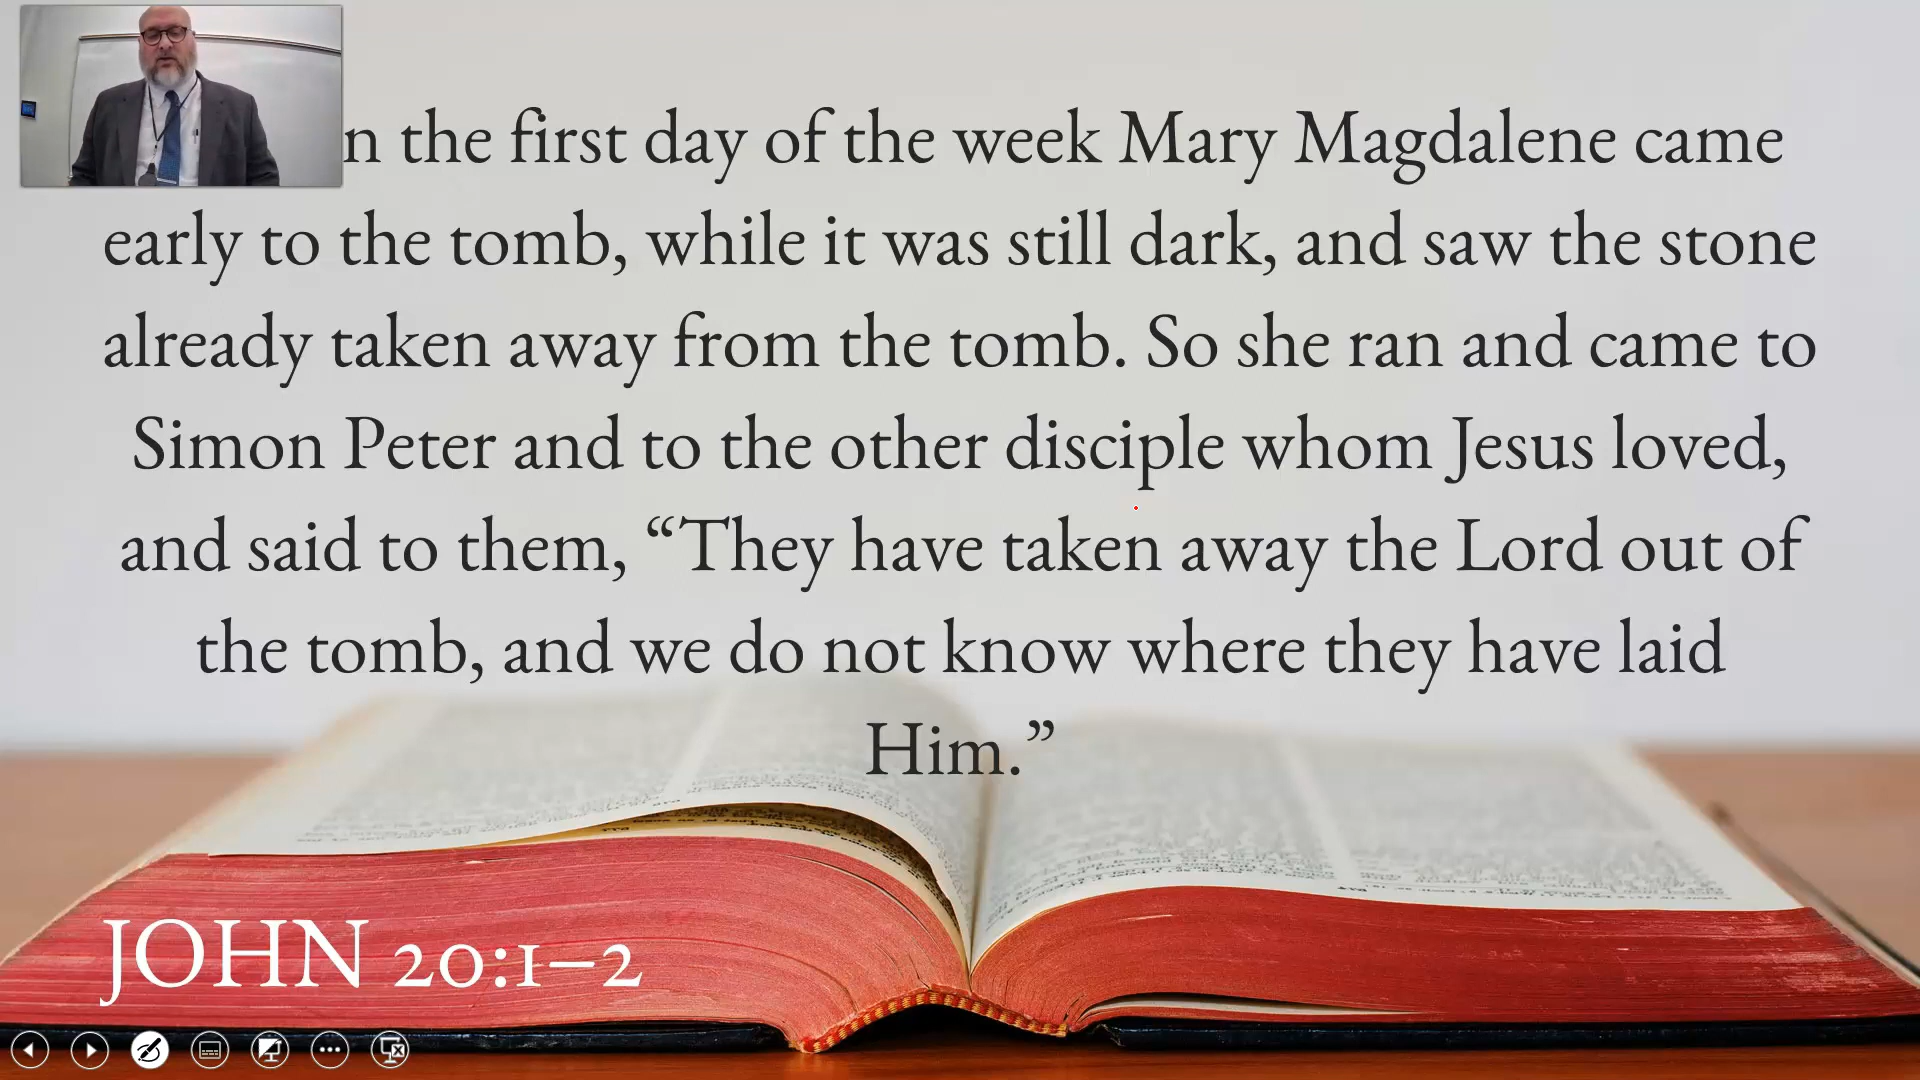 n the first day of the week Mary Magdalene came
early to the tomb, while it was still dark, and saw the stone
already taken away from the tomb. So she ran and came to
Simon Peter and to the other disciple whom Jesus loved,
and said to them, “They have taken away the Lord out of
the tomb, and we do not know where they have laid
Him.”
JOHN 20:1–2